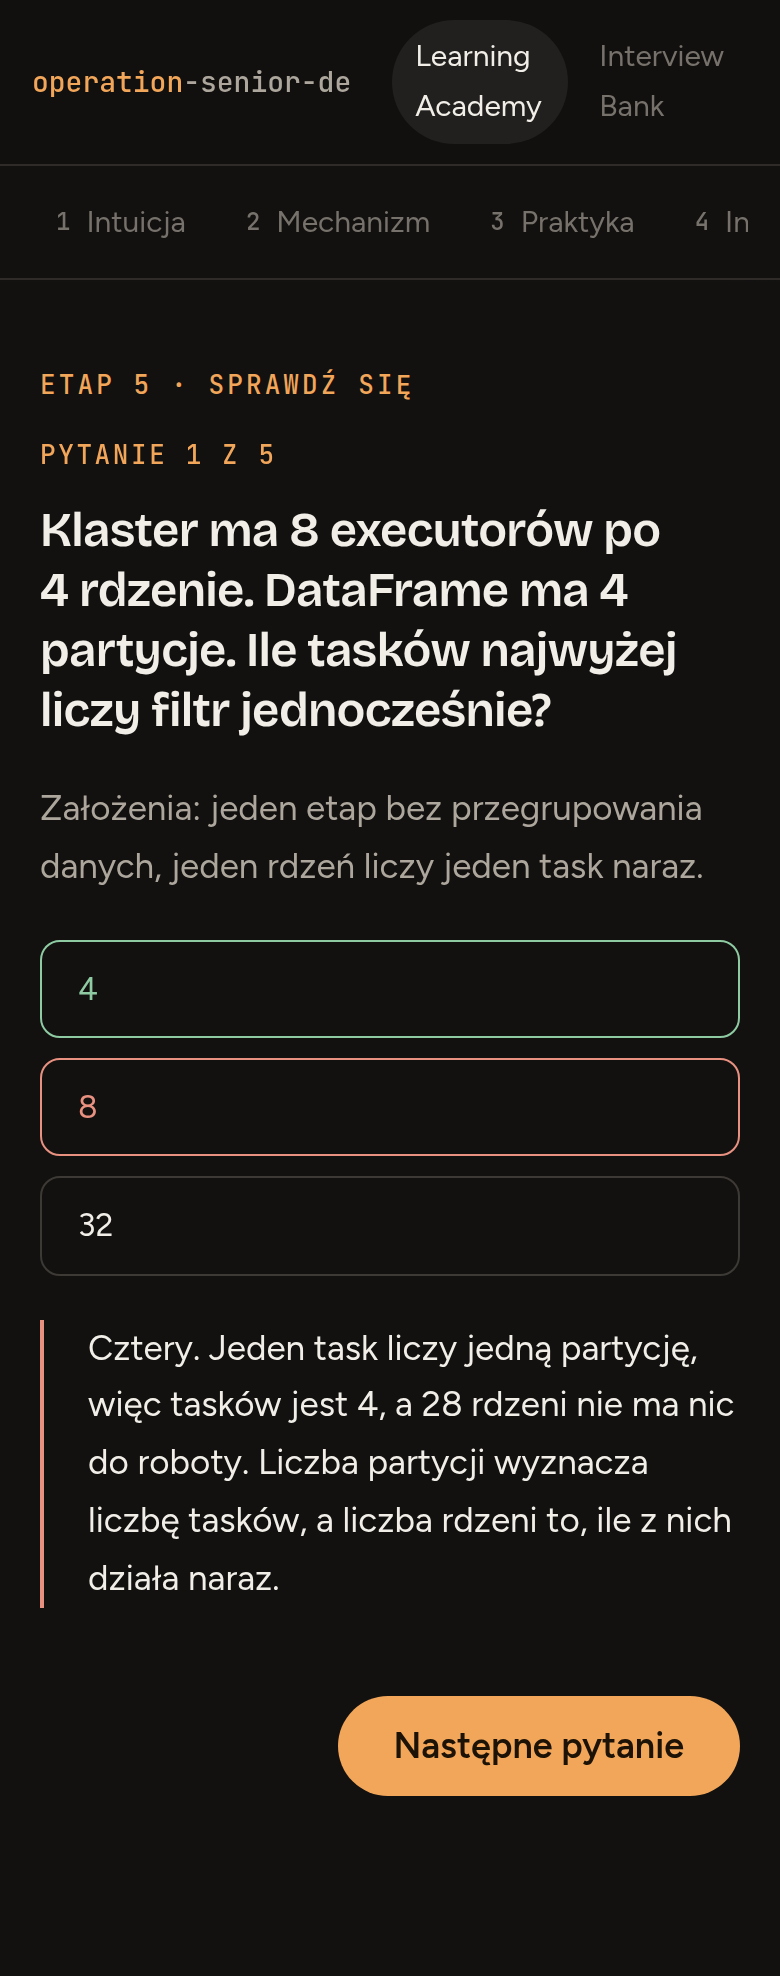 operation-senior-de
Learning
Academy
Interview
Bank
1 Intuicja 2 Mechanizm 3 Praktyka 4 In
ETAP 5 · SPRAWDŹ SIĘ
PYTANIE 1 Z 5
Klaster ma 8 executorów po
4 rdzenie. DataFrame ma 4
partycje. Ile tasków najwyżej
liczy filtr jednocześnie?
Założenia: jeden etap bez przegrupowania
danych, jeden rdzeń liczy jeden task naraz.
4
8
32
Cztery. Jeden task liczy jedną partycję,
więc tasków jest 4, a 28 rdzeni nie ma nic
do roboty. Liczba partycji wyznacza
liczbę tasków, a liczba rdzeni to, ile z nich
działa naraz.
Następne pytanie